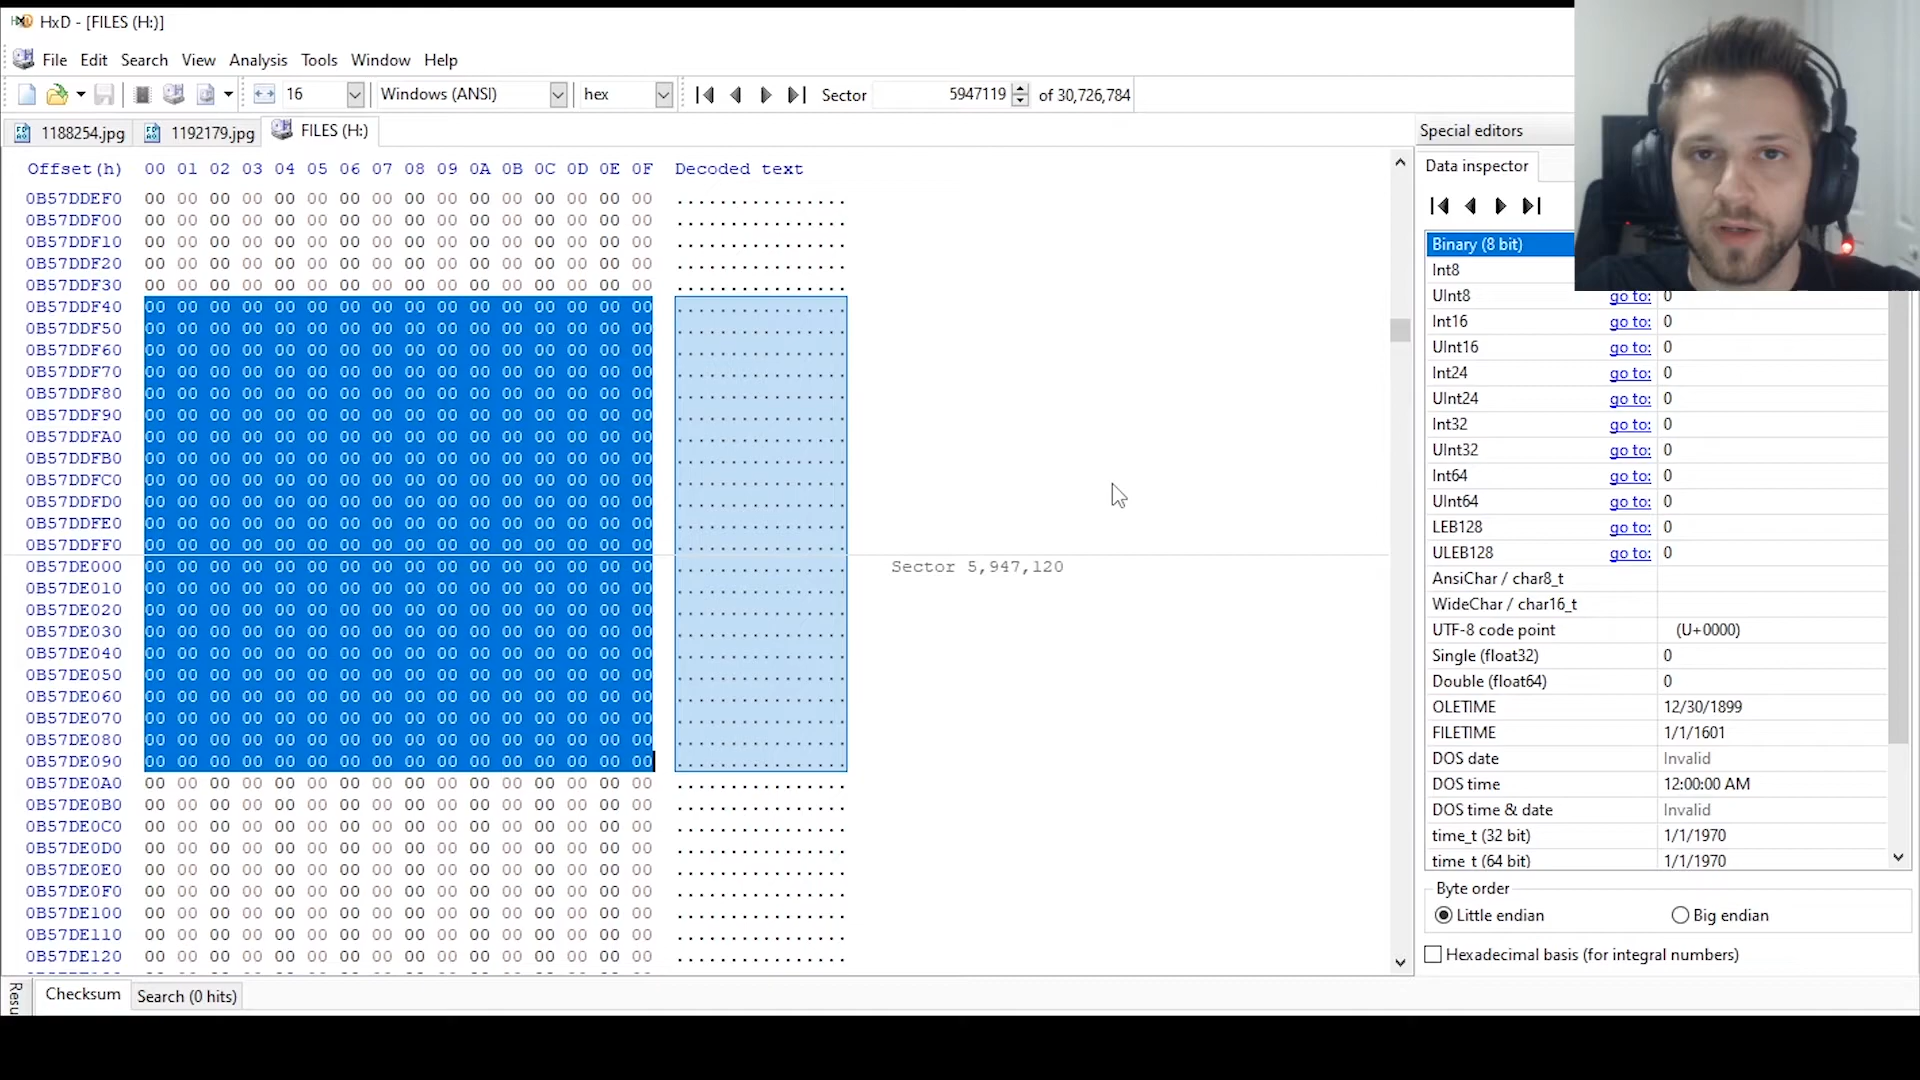 HxD - [FILES (H:)]
File Edit Search View Analysis Tools Window Help
16 Windows (ANSI) hex Sector 5947119 of 30,726,784
1188254.jpg 1192179.jpg FILES (H:)
Offset(h) 00 01 02 03 04 05 06 07 08 09 0A 0B 0C 0D 0E 0F Decoded text
0B57DDEF0 00 00 00 00 00 00 00 00 00 00 00 00 00 00 00 00 ................
0B57DDF00 00 00 00 00 00 00 00 00 00 00 00 00 00 00 00 00 ................
0B57DDF10 00 00 00 00 00 00 00 00 00 00 00 00 00 00 00 00 ................
0B57DDF20 00 00 00 00 00 00 00 00 00 00 00 00 00 00 00 00 ................
0B57DDF30 00 00 00 00 00 00 00 00 00 00 00 00 00 00 00 00 ................
0B57DDF40 00 00 00 00 00 00 00 00 00 00 00 00 00 00 00 00 ................
0B57DDF50 00 00 00 00 00 00 00 00 00 00 00 00 00 00 00 00 ................
0B57DDF60 00 00 00 00 00 00 00 00 00 00 00 00 00 00 00 00 ................
0B57DDF70 00 00 00 00 00 00 00 00 00 00 00 00 00 00 00 00 ................
0B57DDF80 00 00 00 00 00 00 00 00 00 00 00 00 00 00 00 00 ................
0B57DDF90 00 00 00 00 00 00 00 00 00 00 00 00 00 00 00 00 ................
0B57DDFA0 00 00 00 00 00 00 00 00 00 00 00 00 00 00 00 00 ................
0B57DDFB0 00 00 00 00 00 00 00 00 00 00 00 00 00 00 00 00 ................
0B57DDFC0 00 00 00 00 00 00 00 00 00 00 00 00 00 00 00 00 ................
0B57DDFD0 00 00 00 00 00 00 00 00 00 00 00 00 00 00 00 00 ................
0B57DDFE0 00 00 00 00 00 00 00 00 00 00 00 00 00 00 00 00 ................
0B57DDFF0 00 00 00 00 00 00 00 00 00 00 00 00 00 00 00 00 ................
0B57DE000 00 00 00 00 00 00 00 00 00 00 00 00 00 00 00 00 ................ Sector 5,947,120
0B57DE010 00 00 00 00 00 00 00 00 00 00 00 00 00 00 00 00 ................
0B57DE020 00 00 00 00 00 00 00 00 00 00 00 00 00 00 00 00 ................
0B57DE030 00 00 00 00 00 00 00 00 00 00 00 00 00 00 00 00 ................
0B57DE040 00 00 00 00 00 00 00 00 00 00 00 00 00 00 00 00 ................
0B57DE050 00 00 00 00 00 00 00 00 00 00 00 00 00 00 00 00 ................
0B57DE060 00 00 00 00 00 00 00 00 00 00 00 00 00 00 00 00 ................
0B57DE070 00 00 00 00 00 00 00 00 00 00 00 00 00 00 00 00 ................
0B57DE080 00 00 00 00 00 00 00 00 00 00 00 00 00 00 00 00 ................
0B57DE090 00 00 00 00 00 00 00 00 00 00 00 00 00 00 00 00 ................
0B57DE0A0 00 00 00 00 00 00 00 00 00 00 00 00 00 00 00 00 ................
0B57DE0B0 00 00 00 00 00 00 00 00 00 00 00 00 00 00 00 00 ................
0B57DE0C0 00 00 00 00 00 00 00 00 00 00 00 00 00 00 00 00 ................
0B57DE0D0 00 00 00 00 00 00 00 00 00 00 00 00 00 00 00 00 ................
0B57DE0E0 00 00 00 00 00 00 00 00 00 00 00 00 00 00 00 00 ................
0B57DE0F0 00 00 00 00 00 00 00 00 00 00 00 00 00 00 00 00 ................
0B57DE100 00 00 00 00 00 00 00 00 00 00 00 00 00 00 00 00 ................
0B57DE110 00 00 00 00 00 00 00 00 00 00 00 00 00 00 00 00 ................
0B57DE120 00 00 00 00 00 00 00 00 00 00 00 00 00 00 00 00 ................
Special editors
Data inspector
Binary (8 bit)
Int8
UInt8 go to: 0
Int16 go to: 0
UInt16 go to: 0
Int24 go to: 0
UInt24 go to: 0
Int32 go to: 0
UInt32 go to: 0
Int64 go to: 0
UInt64 go to: 0
LEB128 go to: 0
ULEB128 go to: 0
AnsiChar / char8_t
WideChar / char16_t
UTF-8 code point (U+0000)
Single (float32) 0
Double (float64) 0
OLETIME 12/30/1899
FILETIME 1/1/1601
DOS date Invalid
DOS time 12:00:00 AM
DOS time & date Invalid
time_t (32 bit) 1/1/1970
time_t (64 bit) 1/1/1970
Byte order
Little endian Big endian
Hexadecimal basis (for integral numbers)
Resu
Checksum Search (0 hits)